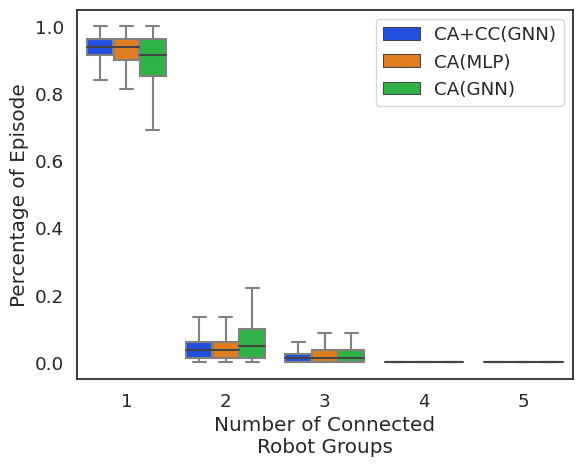 CA+CC(GNN)
CA(MLP)
CA(GNN)
Percentage of Episode
1.0
0.8
0.6
0.4
0.2
0.0
1 2 3 4 5
Number of Connected
Robot Groups